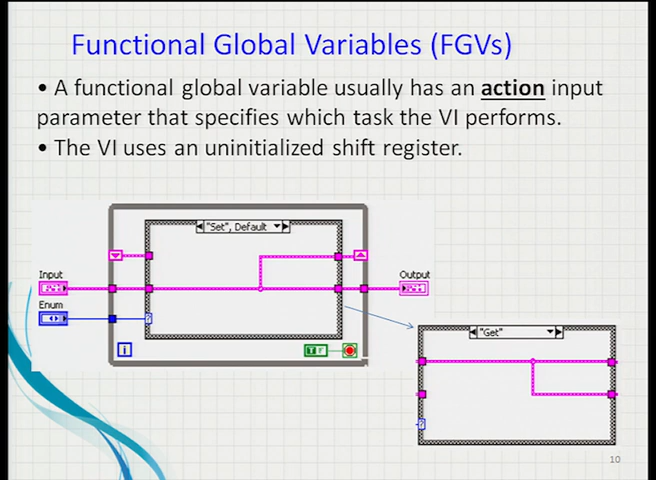 Functional Global Variables (FGVs)
• A functional global variable usually has an action input
parameter that specifies which task the VI performs.
• The VI uses an uninitialized shift register.
"Set", Default
Input
Output
Enum
"Get"
?
i
T F
?
10